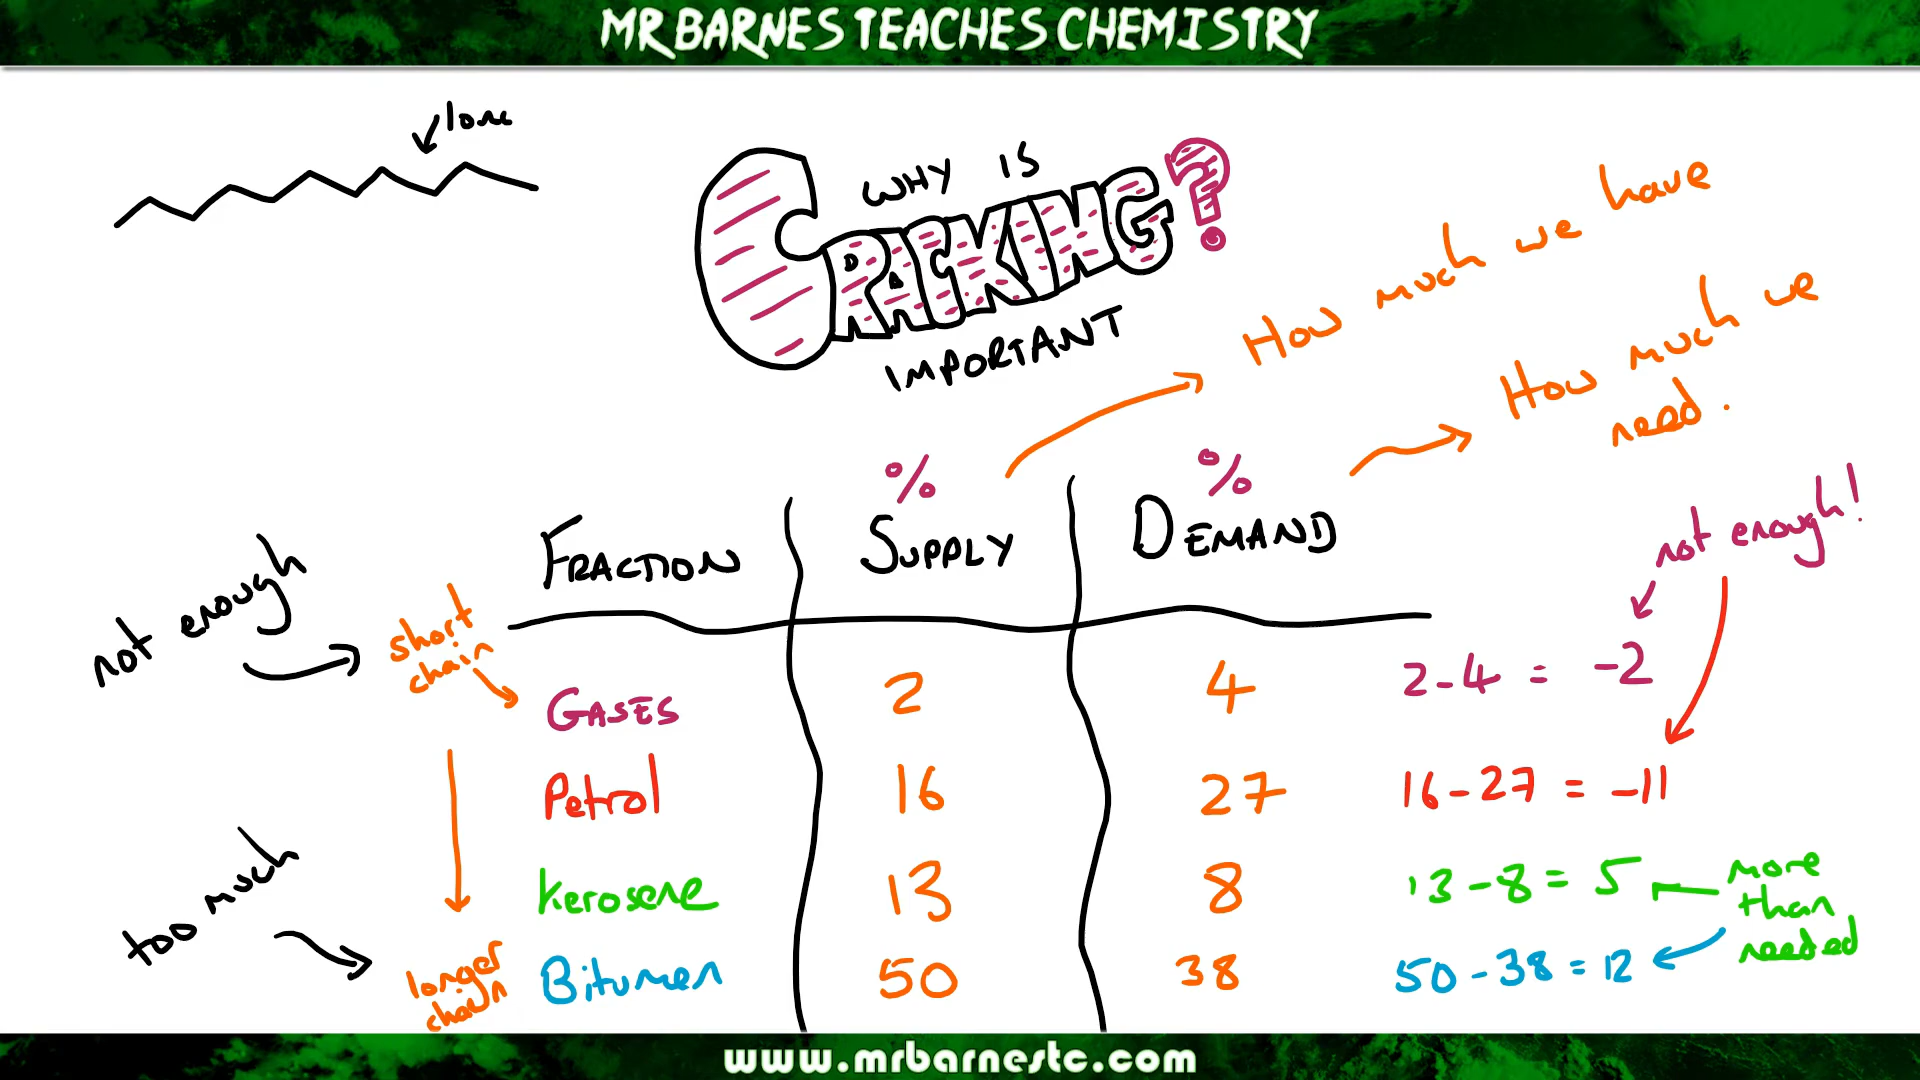 MR BARNES TEACHES CHEMISTRY
WHY IS
CRACKING?
IMPORTANT
How much we have
How much we
need.
% %
FRACTION SUPPLY DEMAND
not enough!
not enough
short
chain
GASES 2 4 2-4 = -2
Petrol 16 27 16-27 = -11
Kerosene 13 8 13-8 = 5
more
than
needed
too much
longer
chain
Bitumen 50 38 50-38 = 12
www.mrbarnestc.com